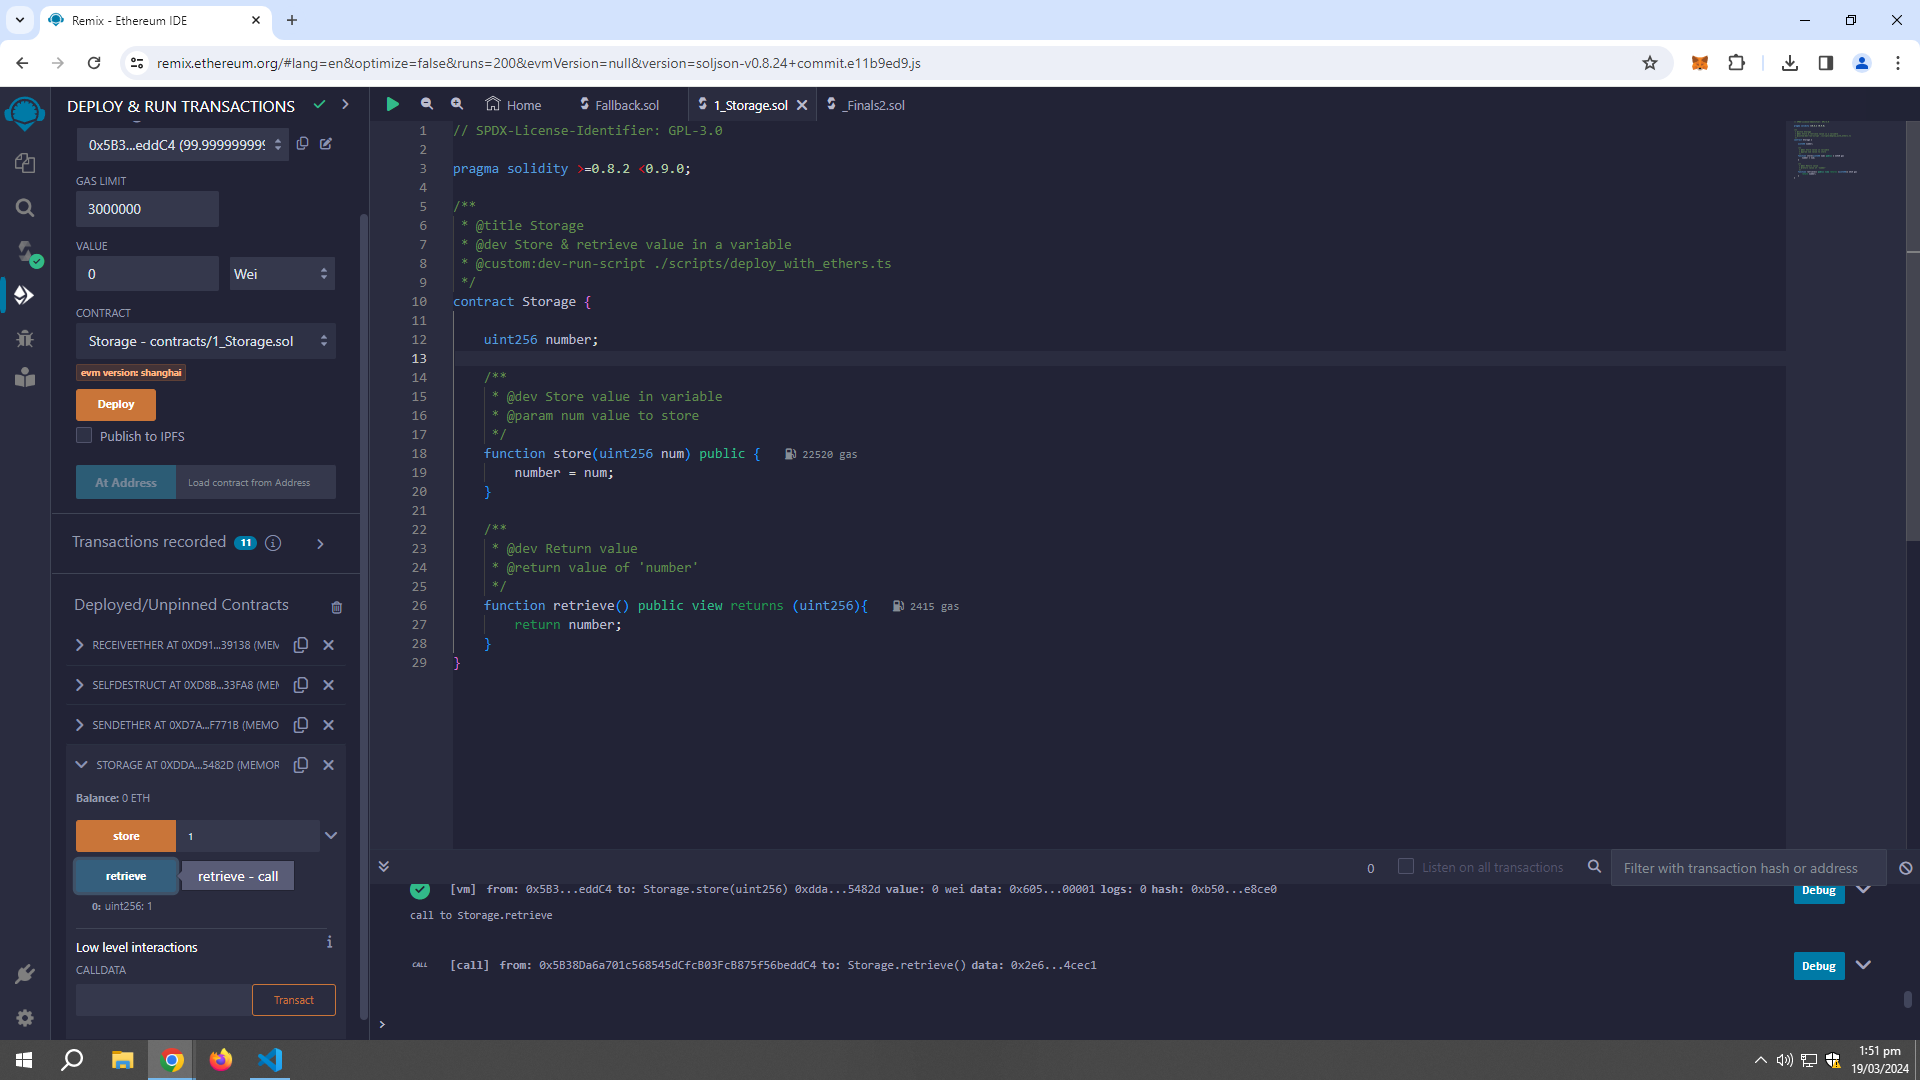 Remix - Ethereum IDE
remix.ethereum.org/#lang=en&optimize=false&runs=200&evmVersion=null&version=soljson-v0.8.24+commit.e11b9ed9.js
DEPLOY & RUN TRANSACTIONS
0x5B3...eddC4 (99.999999999
GAS LIMIT
3000000
VALUE
0
Wei
CONTRACT
Storage - contracts/1_Storage.sol
evm version: shanghai
Deploy
Publish to IPFS
At Address
Load contract from Address
Transactions recorded 11
Deployed/Unpinned Contracts
RECEIVEETHER AT 0XD91...39138 (MEM
SELFDESTRUCT AT 0XD8B...33FA8 (MEM
SENDETHER AT 0XD7A...F771B (MEMO
STORAGE AT 0XDDA...5482D (MEMOR
Balance: 0 ETH
store
1
retrieve
retrieve - call
0: uint256: 1
Low level interactions
i
CALLDATA
Transact
Home
Fallback.sol
1_Storage.sol
_Finals2.sol
1 // SPDX-License-Identifier: GPL-3.0
2
3 pragma solidity >=0.8.2 <0.9.0;
4
5 /**
6 * @title Storage
7 * @dev Store & retrieve value in a variable
8 * @custom:dev-run-script ./scripts/deploy_with_ethers.ts
9 */
10 contract Storage {
11
12 uint256 number;
13
14 /**
15 * @dev Store value in variable
16 * @param num value to store
17 */
18 function store(uint256 num) public { 22520 gas
19 number = num;
20 }
21
22 /**
23 * @dev Return value
24 * @return value of 'number'
25 */
26 function retrieve() public view returns (uint256){ 2415 gas
27 return number;
28 }
29 }
0
Listen on all transactions
Filter with transaction hash or address
[vm] from: 0x5B3...eddC4 to: Storage.store(uint256) 0xdda...5482d value: 0 wei data: 0x605...00001 logs: 0 hash: 0xb50...e8ce0
Debug
call to Storage.retrieve
CALL [call] from: 0x5B38Da6a701c568545dCfcB03FcB875f56beddC4 to: Storage.retrieve() data: 0x2e6...4cec1
Debug
>
1:51 pm
19/03/2024